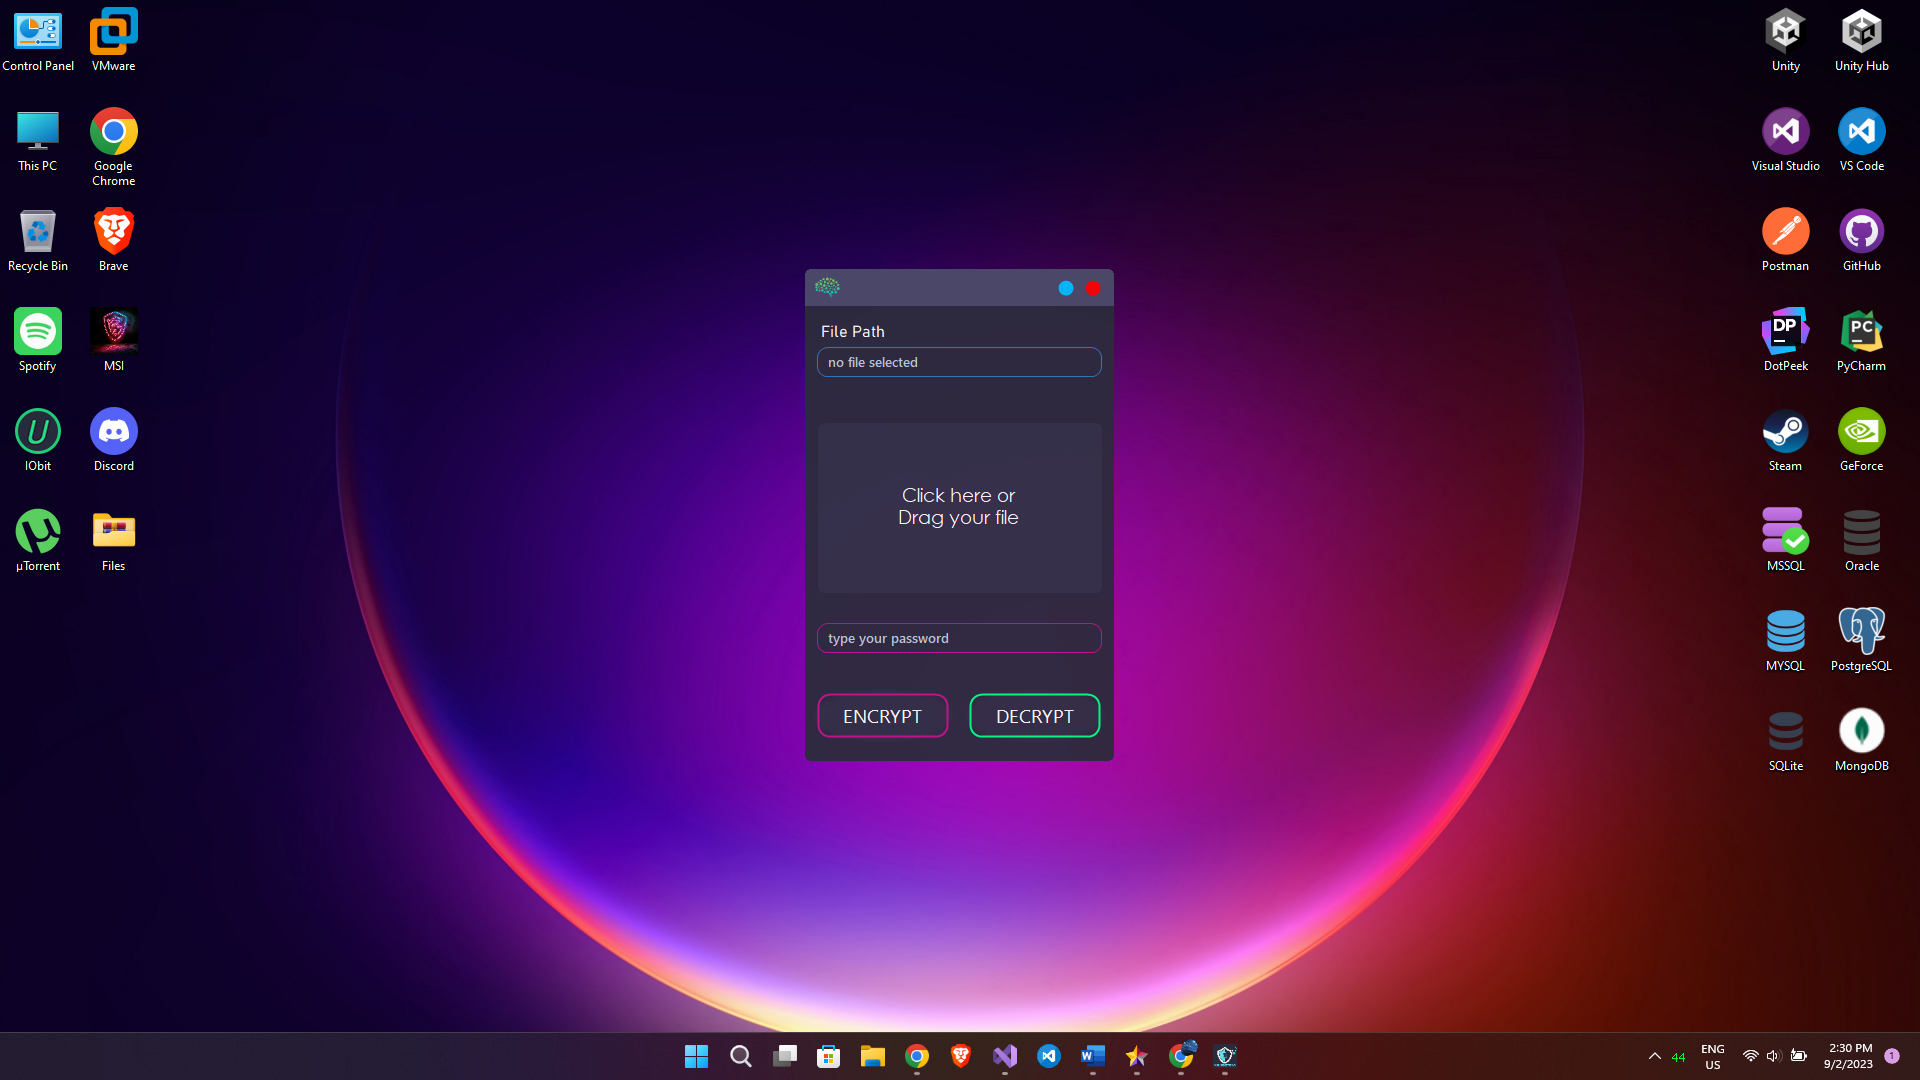 Control Panel
VMware
This PC
Google
Chrome
Recycle Bin
Brave
Spotify
MSI
IObit
Discord
µTorrent
Files
File Path
no file selected
Click here or
Drag your file
type your password
ENCRYPT
DECRYPT
Unity
Unity Hub
Visual Studio
VS Code
Postman
GitHub
DP
DotPeek
PC
PyCharm
Steam
GeForce
MSSQL
Oracle
MYSQL
PostgreSQL
SQLite
MongoDB
44
ENG
US
2:30 PM
9/2/2023
1